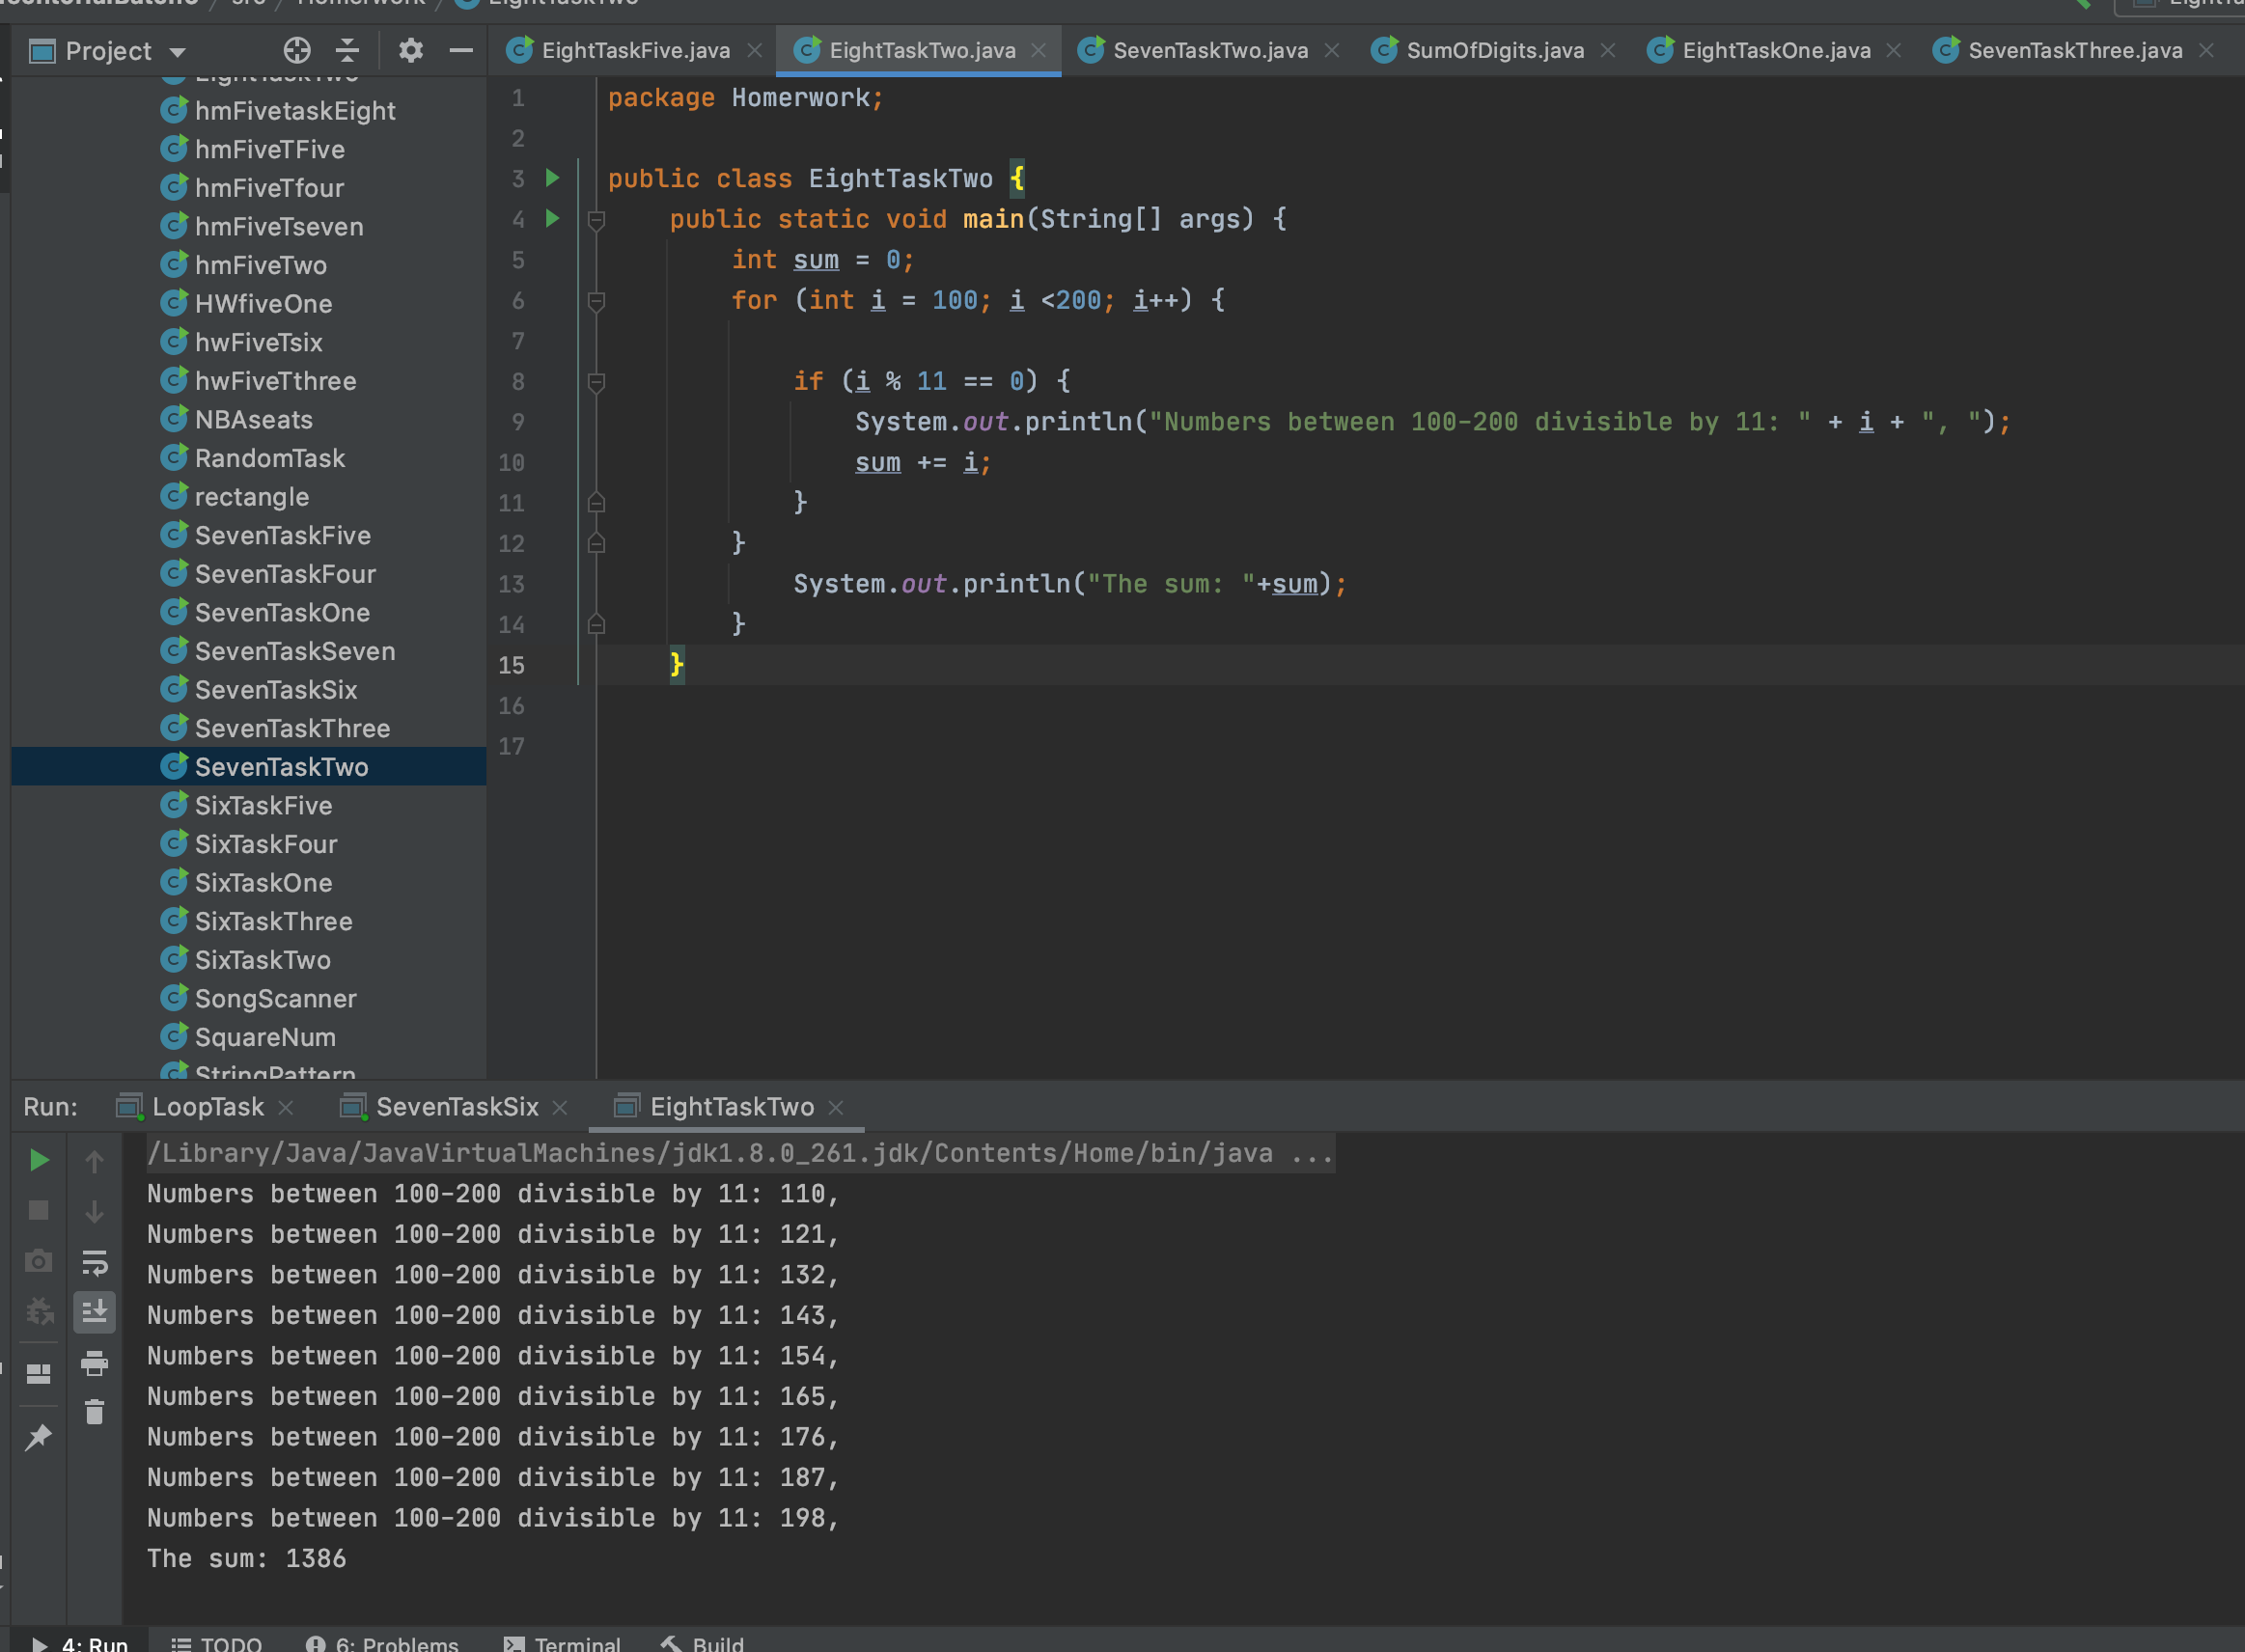 src / Homerwork / EightTaskTwo
Project
EightTaskFive.java
EightTaskTwo.java
SevenTaskTwo.java
SumOfDigits.java
EightTaskOne.java
SevenTaskThree.java
EightTaskTwo
hmFivetaskEight
hmFiveTFive
hmFiveTfour
hmFiveTseven
hmFiveTwo
HWfiveOne
hwFiveTsix
hwFiveTthree
NBAseats
RandomTask
rectangle
SevenTaskFive
SevenTaskFour
SevenTaskOne
SevenTaskSeven
SevenTaskSix
SevenTaskThree
SevenTaskTwo
SixTaskFive
SixTaskFour
SixTaskOne
SixTaskThree
SixTaskTwo
SongScanner
SquareNum
StringPattern
1 package Homerwork;
2
3 public class EightTaskTwo {
4 public static void main(String[] args) {
5 int sum = 0;
6 for (int i = 100; i <200; i++) {
7
8 if (i % 11 == 0) {
9 System.out.println("Numbers between 100-200 divisible by 11: " + i + ", ");
10 sum += i;
11 }
12 }
13 System.out.println("The sum: "+sum);
14 }
15 }
16
17
Run: LoopTask SevenTaskSix EightTaskTwo
/Library/Java/JavaVirtualMachines/jdk1.8.0_261.jdk/Contents/Home/bin/java ...
Numbers between 100-200 divisible by 11: 110,
Numbers between 100-200 divisible by 11: 121,
Numbers between 100-200 divisible by 11: 132,
Numbers between 100-200 divisible by 11: 143,
Numbers between 100-200 divisible by 11: 154,
Numbers between 100-200 divisible by 11: 165,
Numbers between 100-200 divisible by 11: 176,
Numbers between 100-200 divisible by 11: 187,
Numbers between 100-200 divisible by 11: 198,
The sum: 1386
4: Run TODO 6: Problems Terminal Build